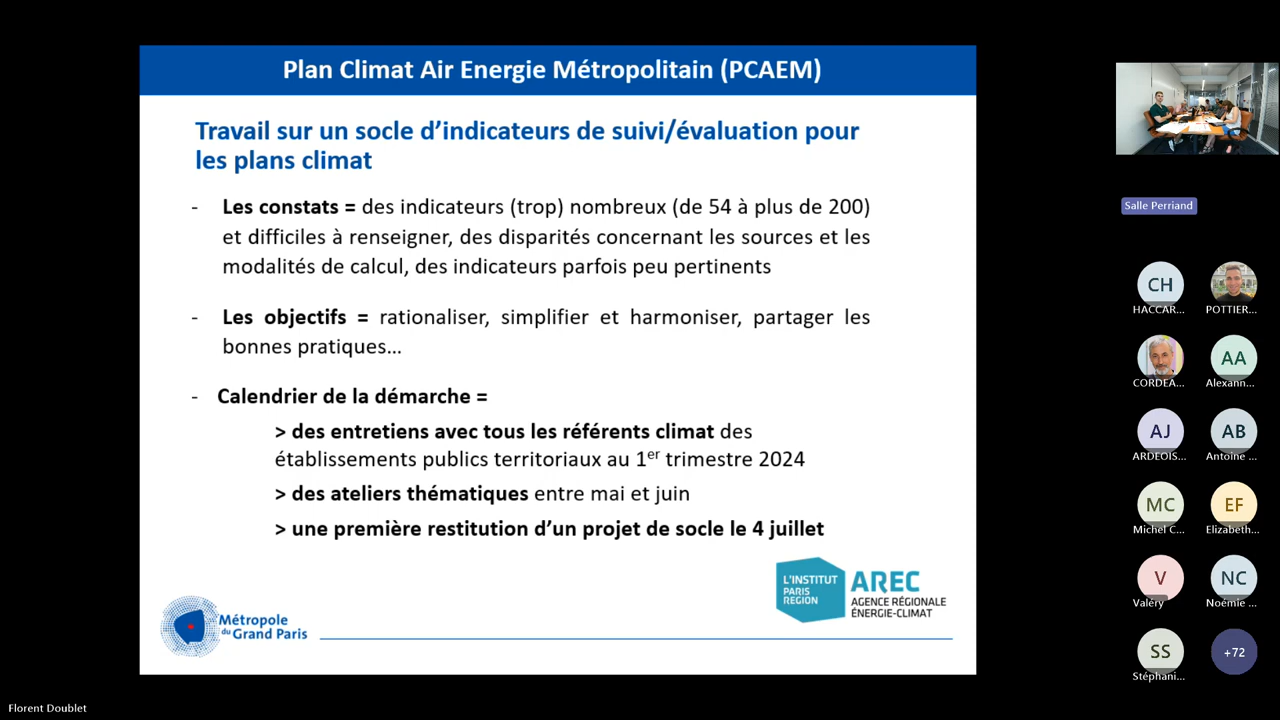 Plan Climat Air Energie Métropolitain (PCAEM)
Travail sur un socle d'indicateurs de suivi/évaluation pour
les plans climat
- Les constats = des indicateurs (trop) nombreux (de 54 à plus de 200)
et difficiles à renseigner, des disparités concernant les sources et les
modalités de calcul, des indicateurs parfois peu pertinents
- Les objectifs = rationaliser, simplifier et harmoniser, partager les
bonnes pratiques...
- Calendrier de la démarche =
> des entretiens avec tous les référents climat des
établissements publics territoriaux au 1er trimestre 2024
> des ateliers thématiques entre mai et juin
> une première restitution d'un projet de socle le 4 juillet
Métropole
du Grand Paris
L'INSTITUT
PARIS
REGION
AREC
AGENCE RÉGIONALE
ÉNERGIE-CLIMAT
Salle Perriand
CH
HACCAR...
POTTIER...
CORDEA...
AA
Alexann...
AJ
ARDEOIS...
AB
Antoine ...
MC
Michel C...
EF
Elizabeth...
V
Valéry
NC
Noémie ...
SS
Stéphani...
+72
Florent Doublet